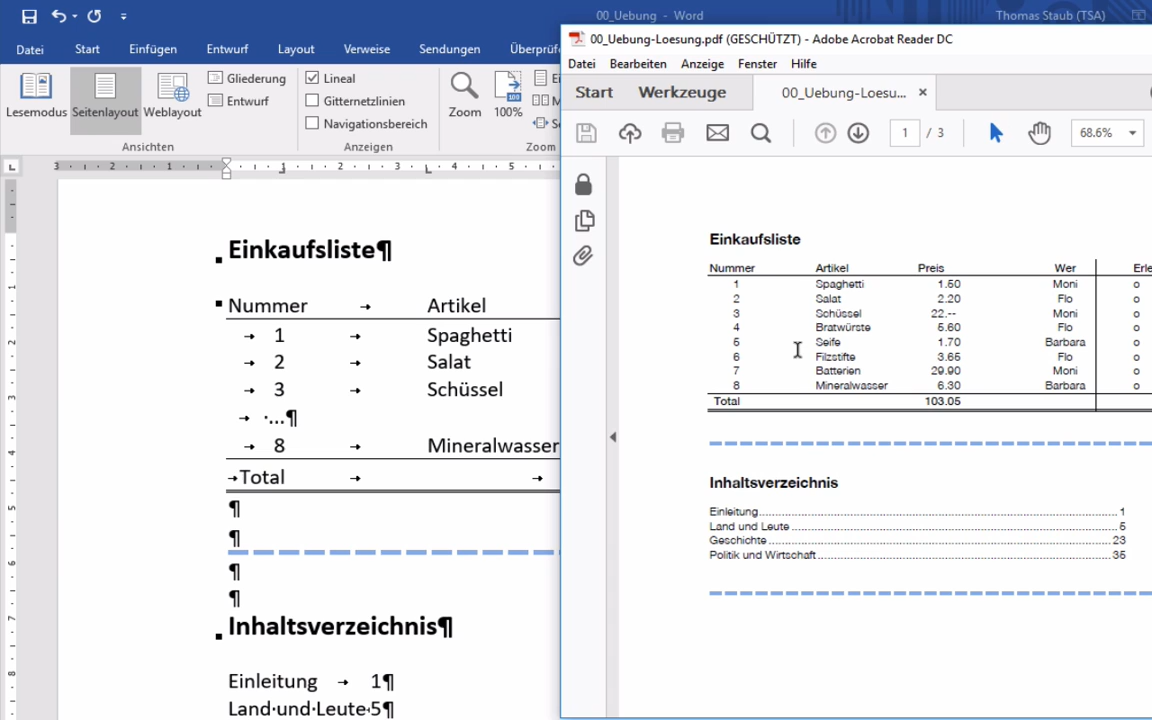 00_Uebung - Word
Thomas Staub (TSA)
Datei Start Einfügen Entwurf Layout Verweise Sendungen Überprüfe
Lesemodus Seitenlayout Weblayout
Gliederung
Entwurf
Ansichten
Lineal
Gitternetzlinien
Navigationsbereich
Anzeigen
Zoom 100%
Zoom
Einkaufsliste¶
Nummer → Artikel
→ 1 → Spaghetti
→ 2 → Salat
→ 3 → Schüssel
→ ·...¶
→ 8 → Mineralwasser
→Total → →
¶
¶
¶
¶
Inhaltsverzeichnis¶
Einleitung → 1¶
Land·und·Leute→5¶
00_Uebung-Loesung.pdf (GESCHÜTZT) - Adobe Acrobat Reader DC
Datei Bearbeiten Anzeige Fenster Hilfe
Start Werkzeuge 00_Uebung-Loesu... ×
1 / 3 68.6%
Einkaufsliste
Nummer Artikel Preis Wer Erle
1 Spaghetti 1.50 Moni o
2 Salat 2.20 Flo o
3 Schüssel 22.-- Moni o
4 Bratwürste 5.60 Flo o
5 Seife 1.70 Barbara o
6 Filzstifte 3.65 Flo o
7 Batterien 29.90 Moni o
8 Mineralwasser 6.30 Barbara o
Total 103.05
Inhaltsverzeichnis
Einleitung 1
Land und Leute 5
Geschichte 23
Politik und Wirtschaft 35